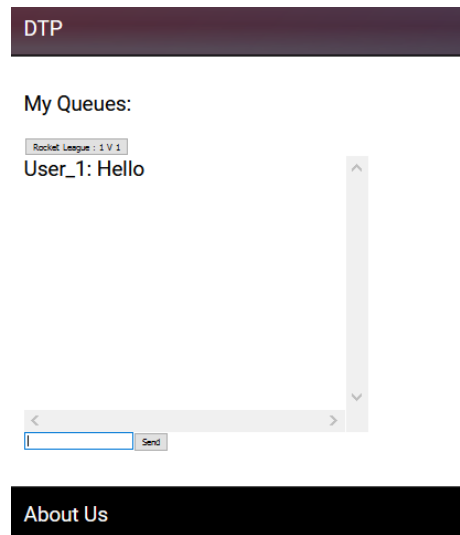 DTP
My Queues:
Rocket League : 1 V 1
User_1: Hello
Send
About Us